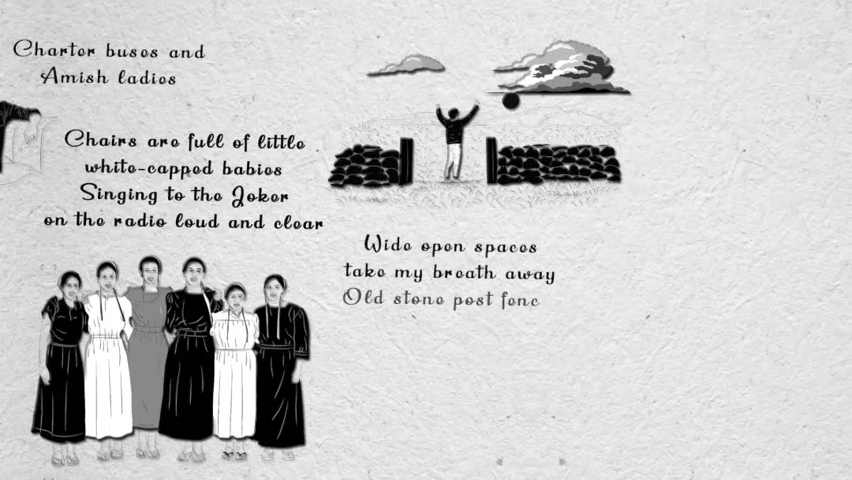 Charter buses and
Amish ladies
Chairs are full of little
white-capped babies
Singing to the Joker
on the radio loud and clear
Wide open spaces
take my breath away
Old stone post fenc